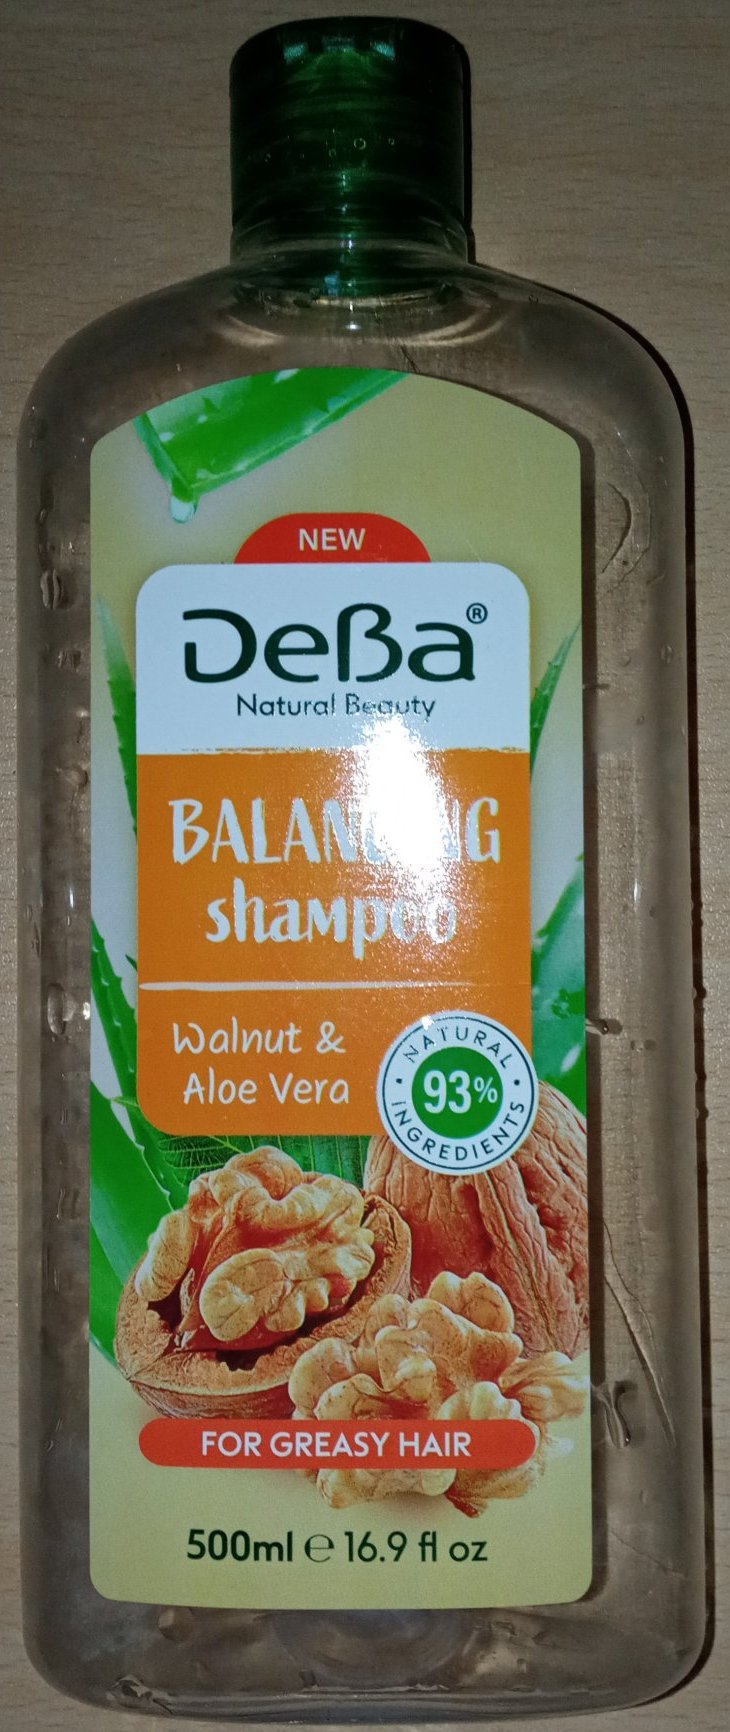 NEW
DeBa®
Natural Beauty
BALANCING
shampoo
Walnut &
Aloe Vera
NATURAL
93%
INGREDIENTS
FOR GREASY HAIR
500ml ℮ 16.9 fl oz